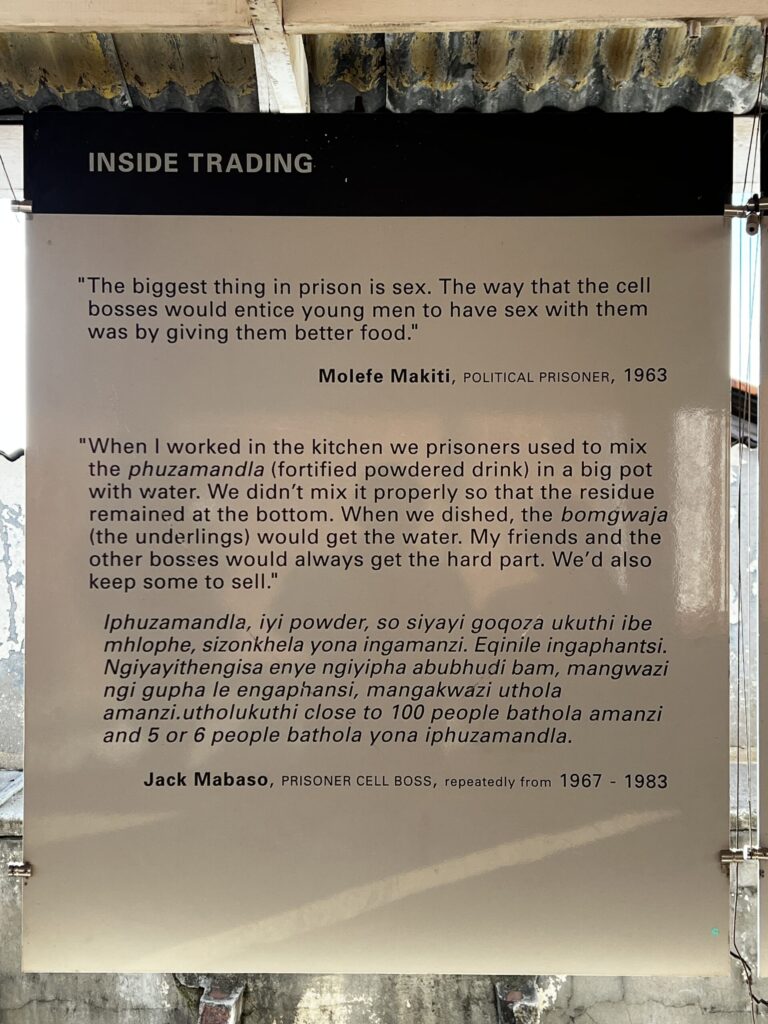 INSIDE TRADING
"The biggest thing in prison is sex. The way that the cell
bosses would entice young men to have sex with them
was by giving them better food."
Molefe Makiti, POLITICAL PRISONER, 1963
"When I worked in the kitchen we prisoners used to mix
the phuzamandla (fortified powdered drink) in a big pot
with water. We didn't mix it properly so that the residue
remained at the bottom. When we dished, the bomgwaja
(the underlings) would get the water. My friends and the
other bosses would always get the hard part. We'd also
keep some to sell."
Iphuzamandla, iyi powder, so siyayi goqoza ukuthi ibe
mhlophe, sizonkhela yona ingamanzi. Eqinile ingaphantsi.
Ngiyayithengisa enye ngiyipha abubhudi bam, mangwazi
ngi gupha le engaphansi, mangakwazi uthola
amanzi.utholukuthi close to 100 people bathola amanzi
and 5 or 6 people bathola yona iphuzamandla.
Jack Mabaso, PRISONER CELL BOSS, repeatedly from 1967 - 1983